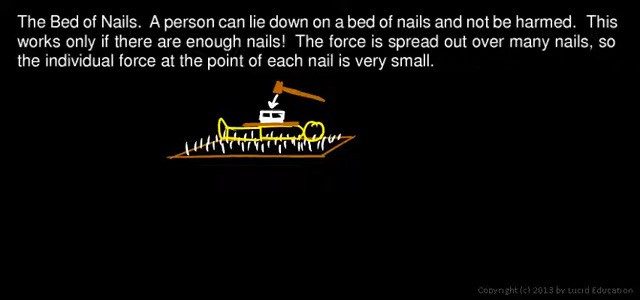 The Bed of Nails.  A person can lie down on a bed of nails and not be harmed.  This
works only if there are enough nails!  The force is spread out over many nails, so
the individual force at the point of each nail is very small.
Copyright (c) 2013 by Lucid Education